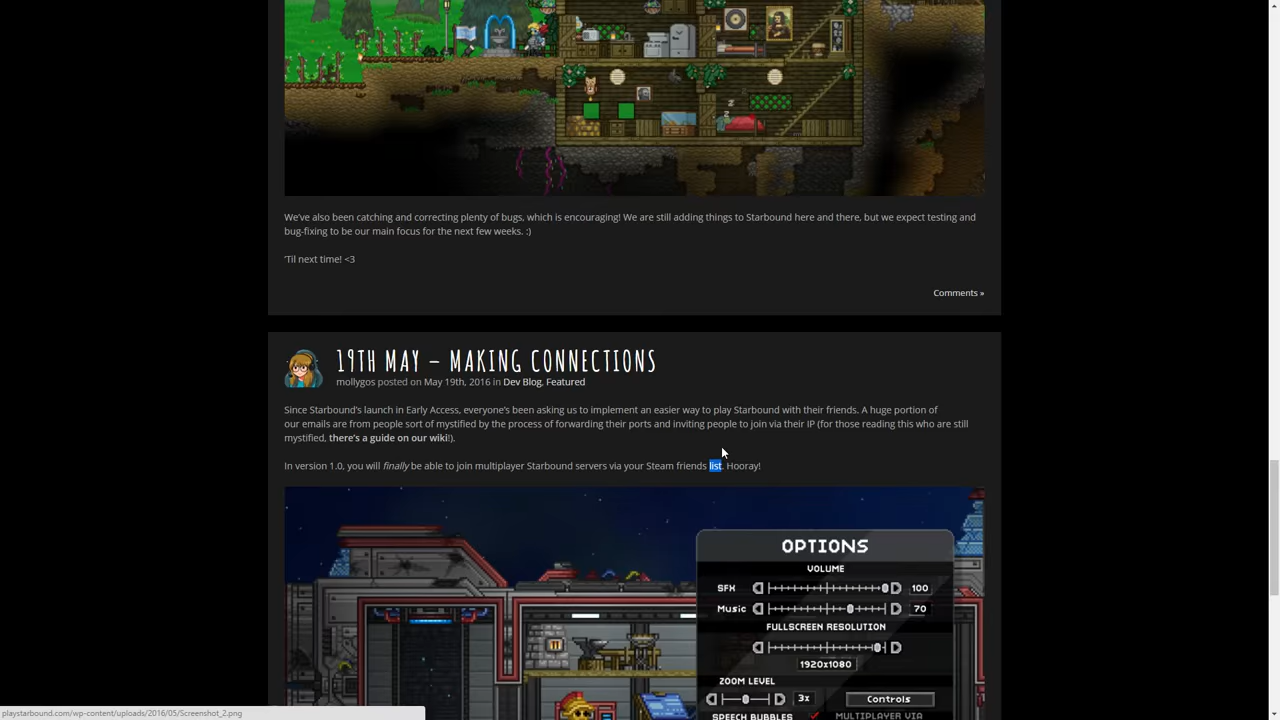 We've also been catching and correcting plenty of bugs, which is encouraging! We are still adding things to Starbound here and there, but we expect testing and
bug-fixing to be our main focus for the next few weeks. :)
'Til next time! <3
Comments »
19TH MAY – MAKING CONNECTIONS
mollygos posted on May 19th, 2016 in Dev Blog, Featured
Since Starbound's launch in Early Access, everyone's been asking us to implement an easier way to play Starbound with their friends. A huge portion of
our emails are from people sort of mystified by the process of forwarding their ports and inviting people to join via their IP (for those reading this who are still
mystified, there's a guide on our wiki!).
In version 1.0, you will finally be able to join multiplayer Starbound servers via your Steam friends list. Hooray!
OPTIONS
VOLUME
SFX 100
Music 70
FULLSCREEN RESOLUTION
1920x1080
ZOOM LEVEL
3x Controls
SPEECH BUBBLES MULTIPLAYER VIA
playstarbound.com/wp-content/uploads/2016/05/Screenshot_2.png